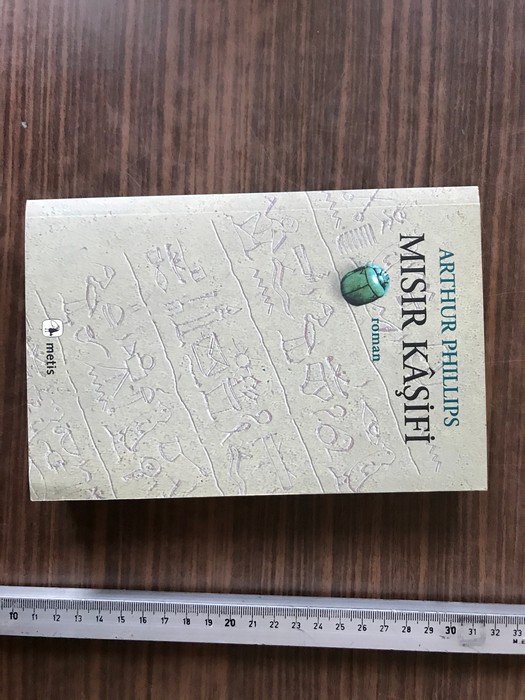 ARTHUR PHILLIPS
MISIR KÂŞİFİ
roman
metis
10 11 12 13 14 15 16 17 18 19 20 21 22 23 24 25 26 27 28 29 30 31 32 33